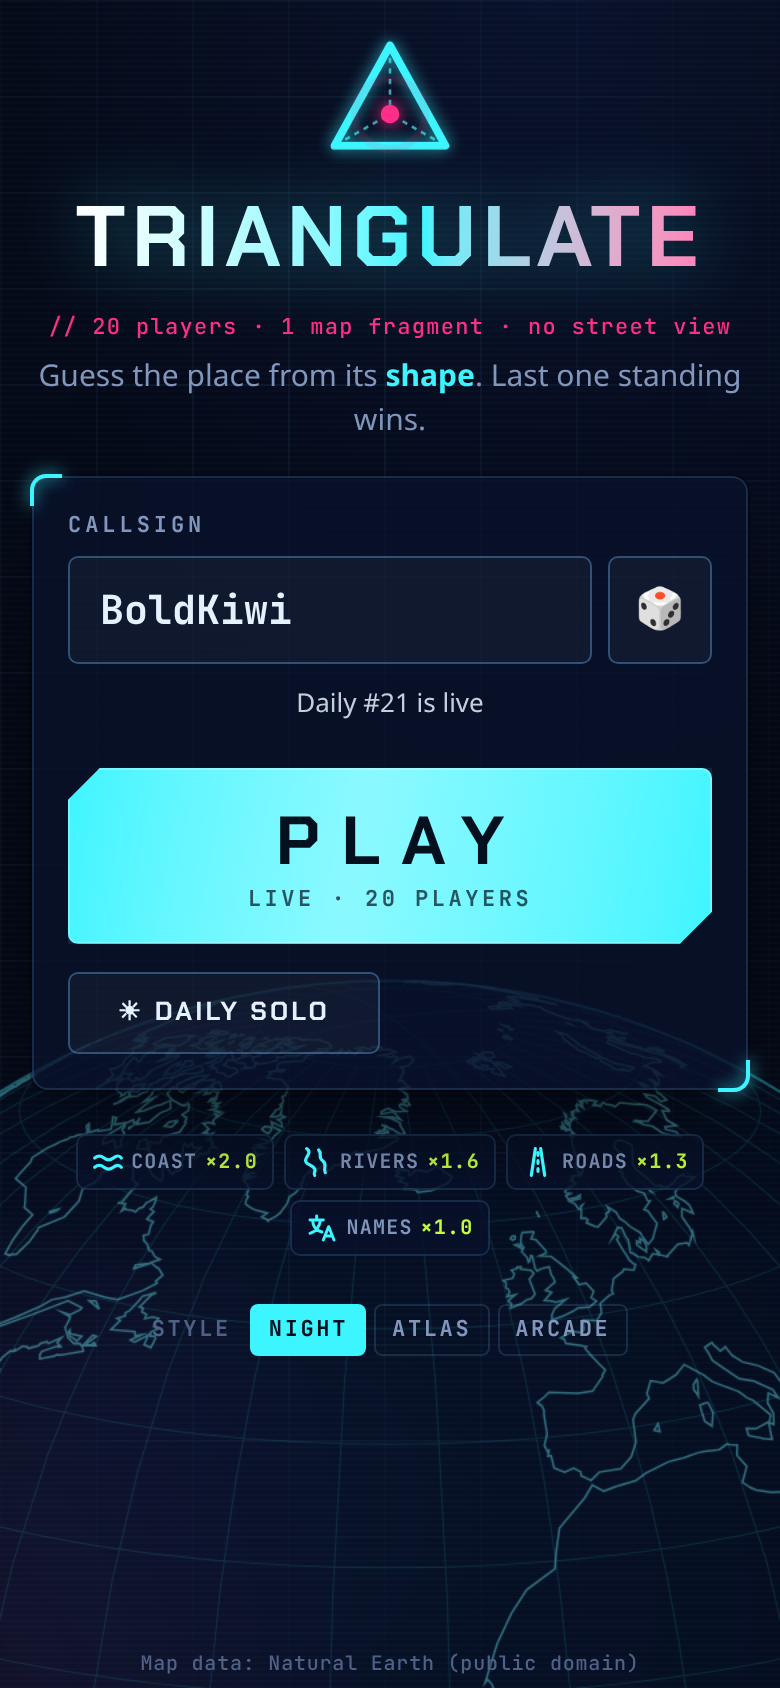 TRIANGULATE
// 20 players · 1 map fragment · no street view
Guess the place from its shape. Last one standing
wins.
CALLSIGN
BoldKiwi
Daily #21 is live
PLAY
LIVE · 20 PLAYERS
☀ DAILY SOLO
COAST ×2.0 RIVERS ×1.6 ROADS ×1.3
NAMES ×1.0
STYLE NIGHT ATLAS ARCADE
Map data: Natural Earth (public domain)